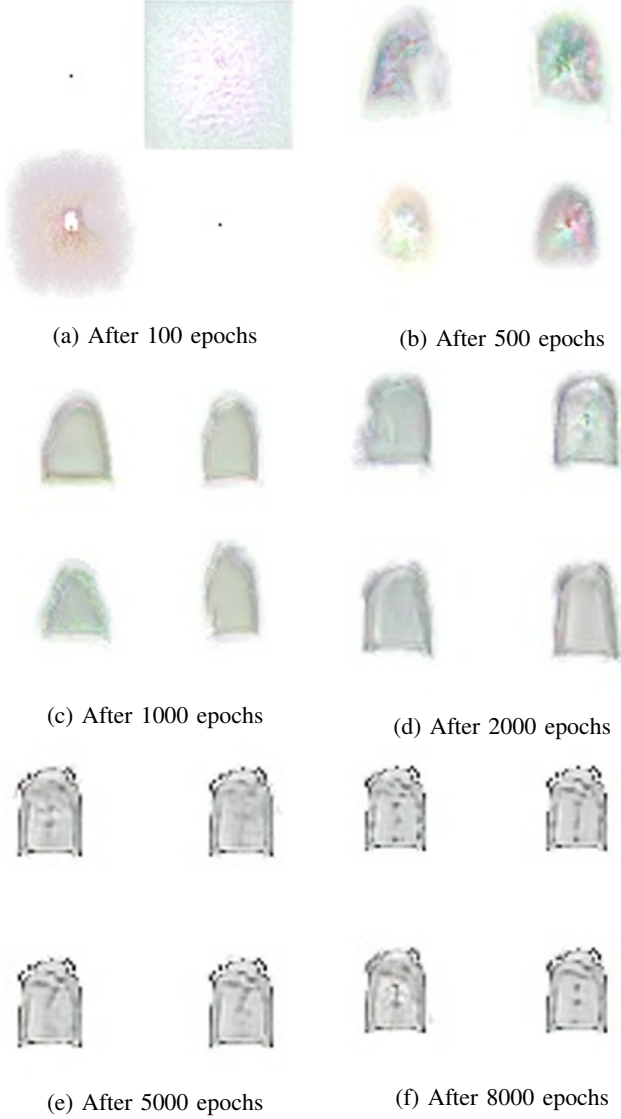 (a) After 100 epochs
(b) After 500 epochs
(c) After 1000 epochs
(d) After 2000 epochs
(e) After 5000 epochs
(f) After 8000 epochs